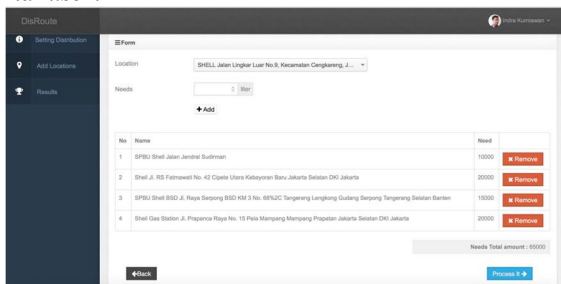 DisRoute
Indra Kurniawan
Setting Distribution
Form
Add Locations
Location
SHELL Jalan Lingkar Luar No.9, Kecamatan Cengkareng, J...
Results
Needs
liter
+ Add
No Name Need
1 SPBU Shell Jalan Jendral Sudirman 10000 Remove
2 Shell Jl. RS Fatmawati No. 42 Cipete Utara Kebayoran Baru Jakarta Selatan DKI Jakarta 20000 Remove
3 SPBU Shell BSD Jl. Raya Serpong BSD KM 3 No. 68%2C Tangerang Lengkong Gudang Serpong Tangerang Selatan Banten 15000 Remove
4 Shell Gas Station Jl. Prapanca Raya No. 15 Pela Mampang Mampang Prapatan Jakarta Selatan DKI Jakarta 20000 Remove
Needs Total amount : 65000
Back
Process It